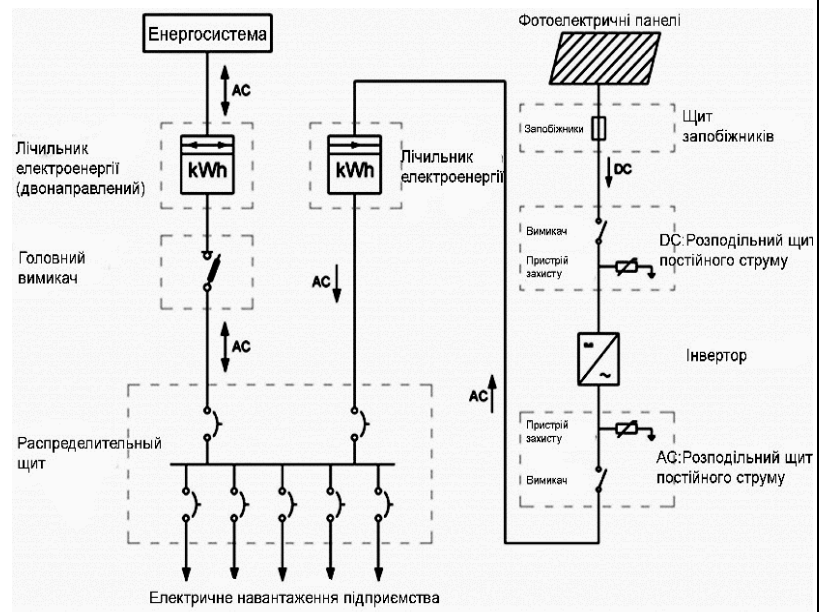 Енергосистема
Фотоелектричні панелі
AC
Запобіжники
Щит
запобіжників
Лічильник
електроенергії
(двонаправлений)
kWh
kWh
Лічильник
електроенергії
DC
Вимикач
Пристрій
захисту
DC:Розподільний щит
постійного струму
Головний
вимикач
AC
AC
Інвертор
AC
Распределительный
щит
Пристрій
захисту
Вимикач
AC:Розподільний щит
постійного струму
Електричне навантаження підприємства